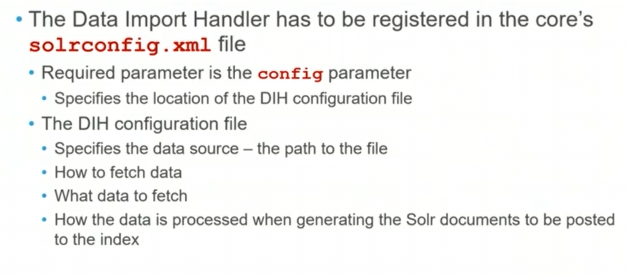 • The Data Import Handler has to be registered in the core's
solrconfig.xml file
• Required parameter is the config parameter
• Specifies the location of the DIH configuration file
• The DIH configuration file
• Specifies the data source – the path to the file
• How to fetch data
• What data to fetch
• How the data is processed when generating the Solr documents to be posted
to the index